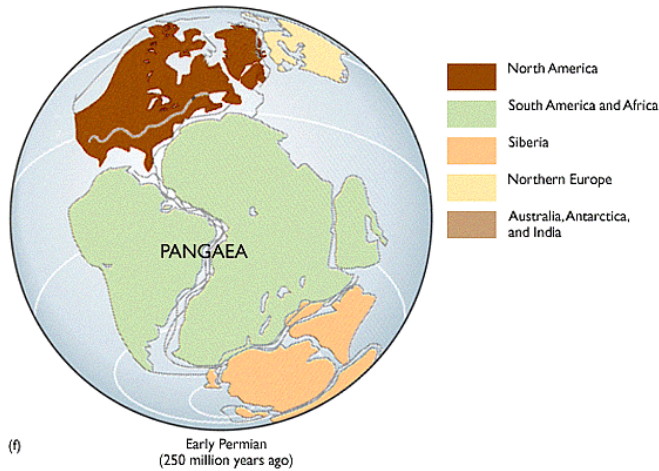 North America
South America and Africa
Siberia
Northern Europe
Australia, Antarctica,
and India
PANGAEA
(f)
Early Permian
(250 million years ago)